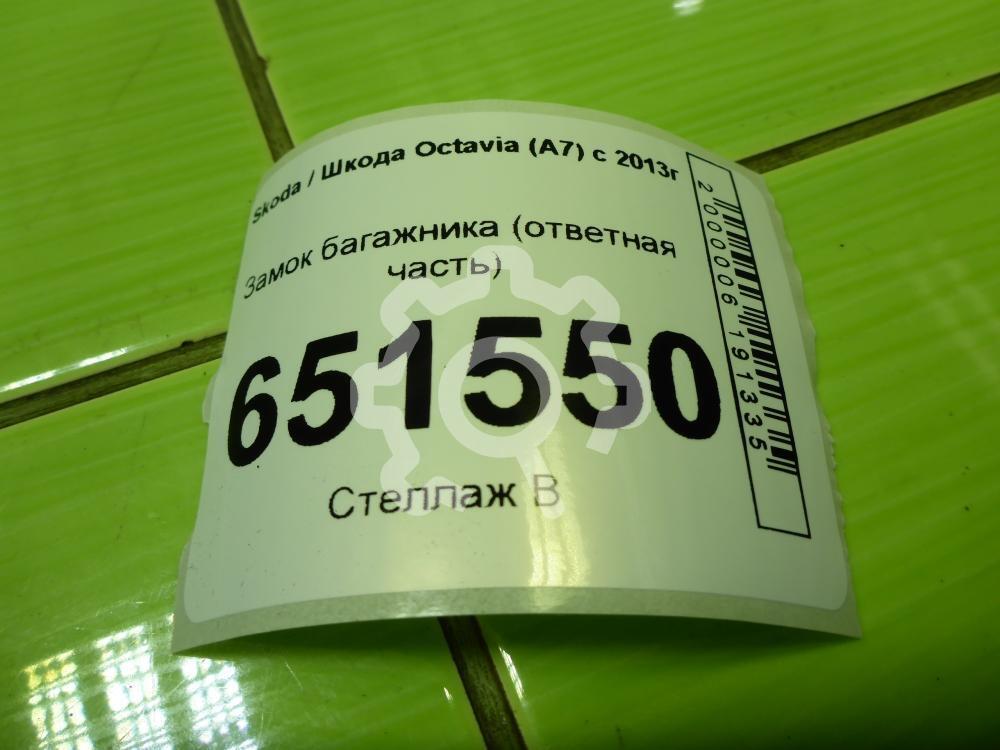 Skoda / Шкода Octavia (A7) с 2013г
Замок багажника (ответная
часть)
651550
Стеллаж В
2000006191335